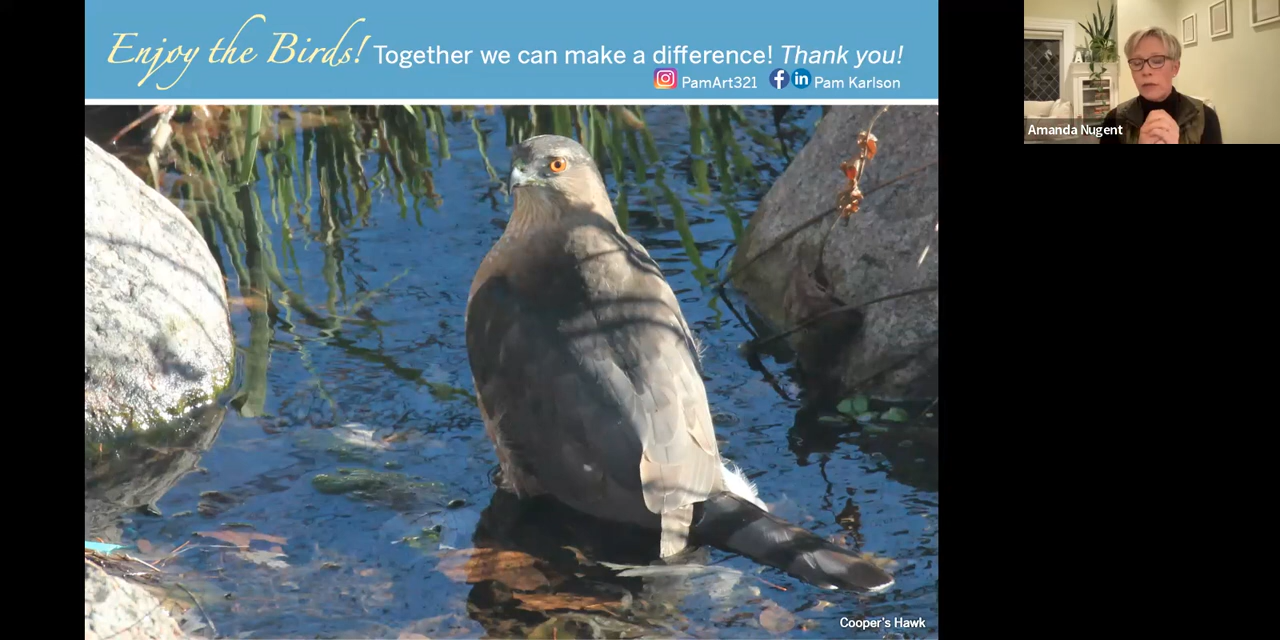 Enjoy the Birds! Together we can make a difference! Thank you!
PamArt321 Pam Karlson
Amanda Nugent
Cooper's Hawk